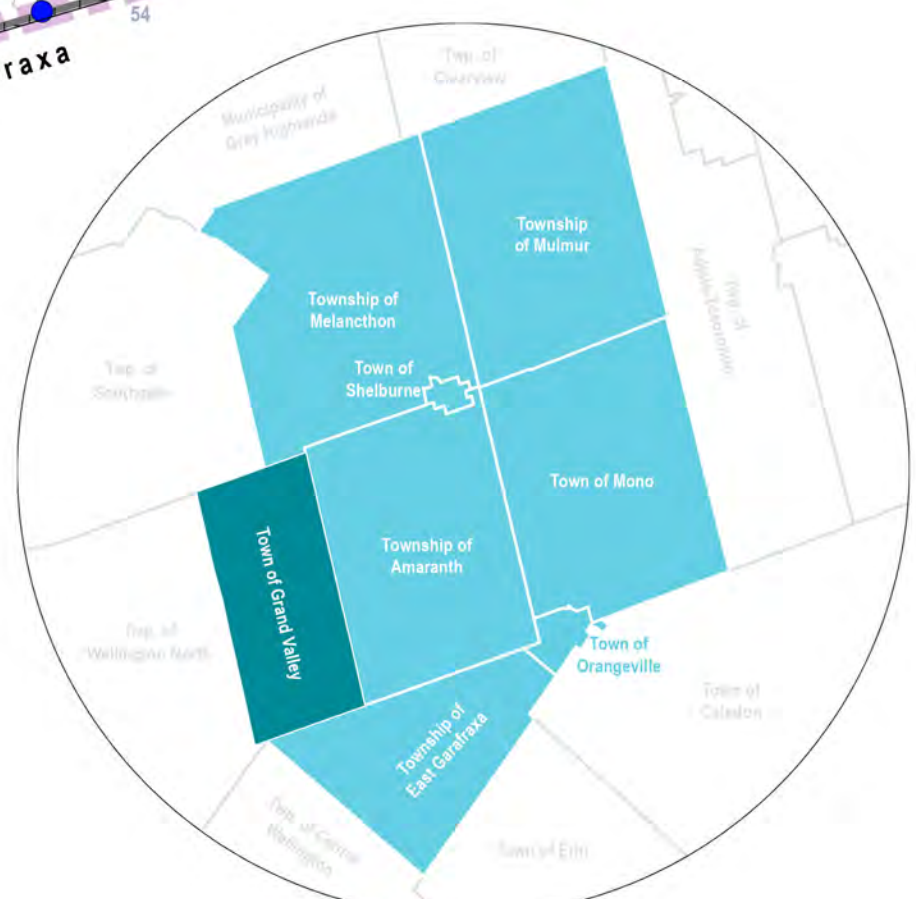 54
raxa
Twp. of
Clearview
Municipality of
Grey Highlands
Township
of Mulmur
Township of
Melancthon
Twp. of
Town of
Shelburne
Twp. of
Town of Mono
Town of Grand Valley
Township of
Amaranth
Twp. of
Wellington North
Town of
Orangeville
Town of
Caledon
Township of
East Garafraxa
Twp. of Centre
Wellington
Town of Erin